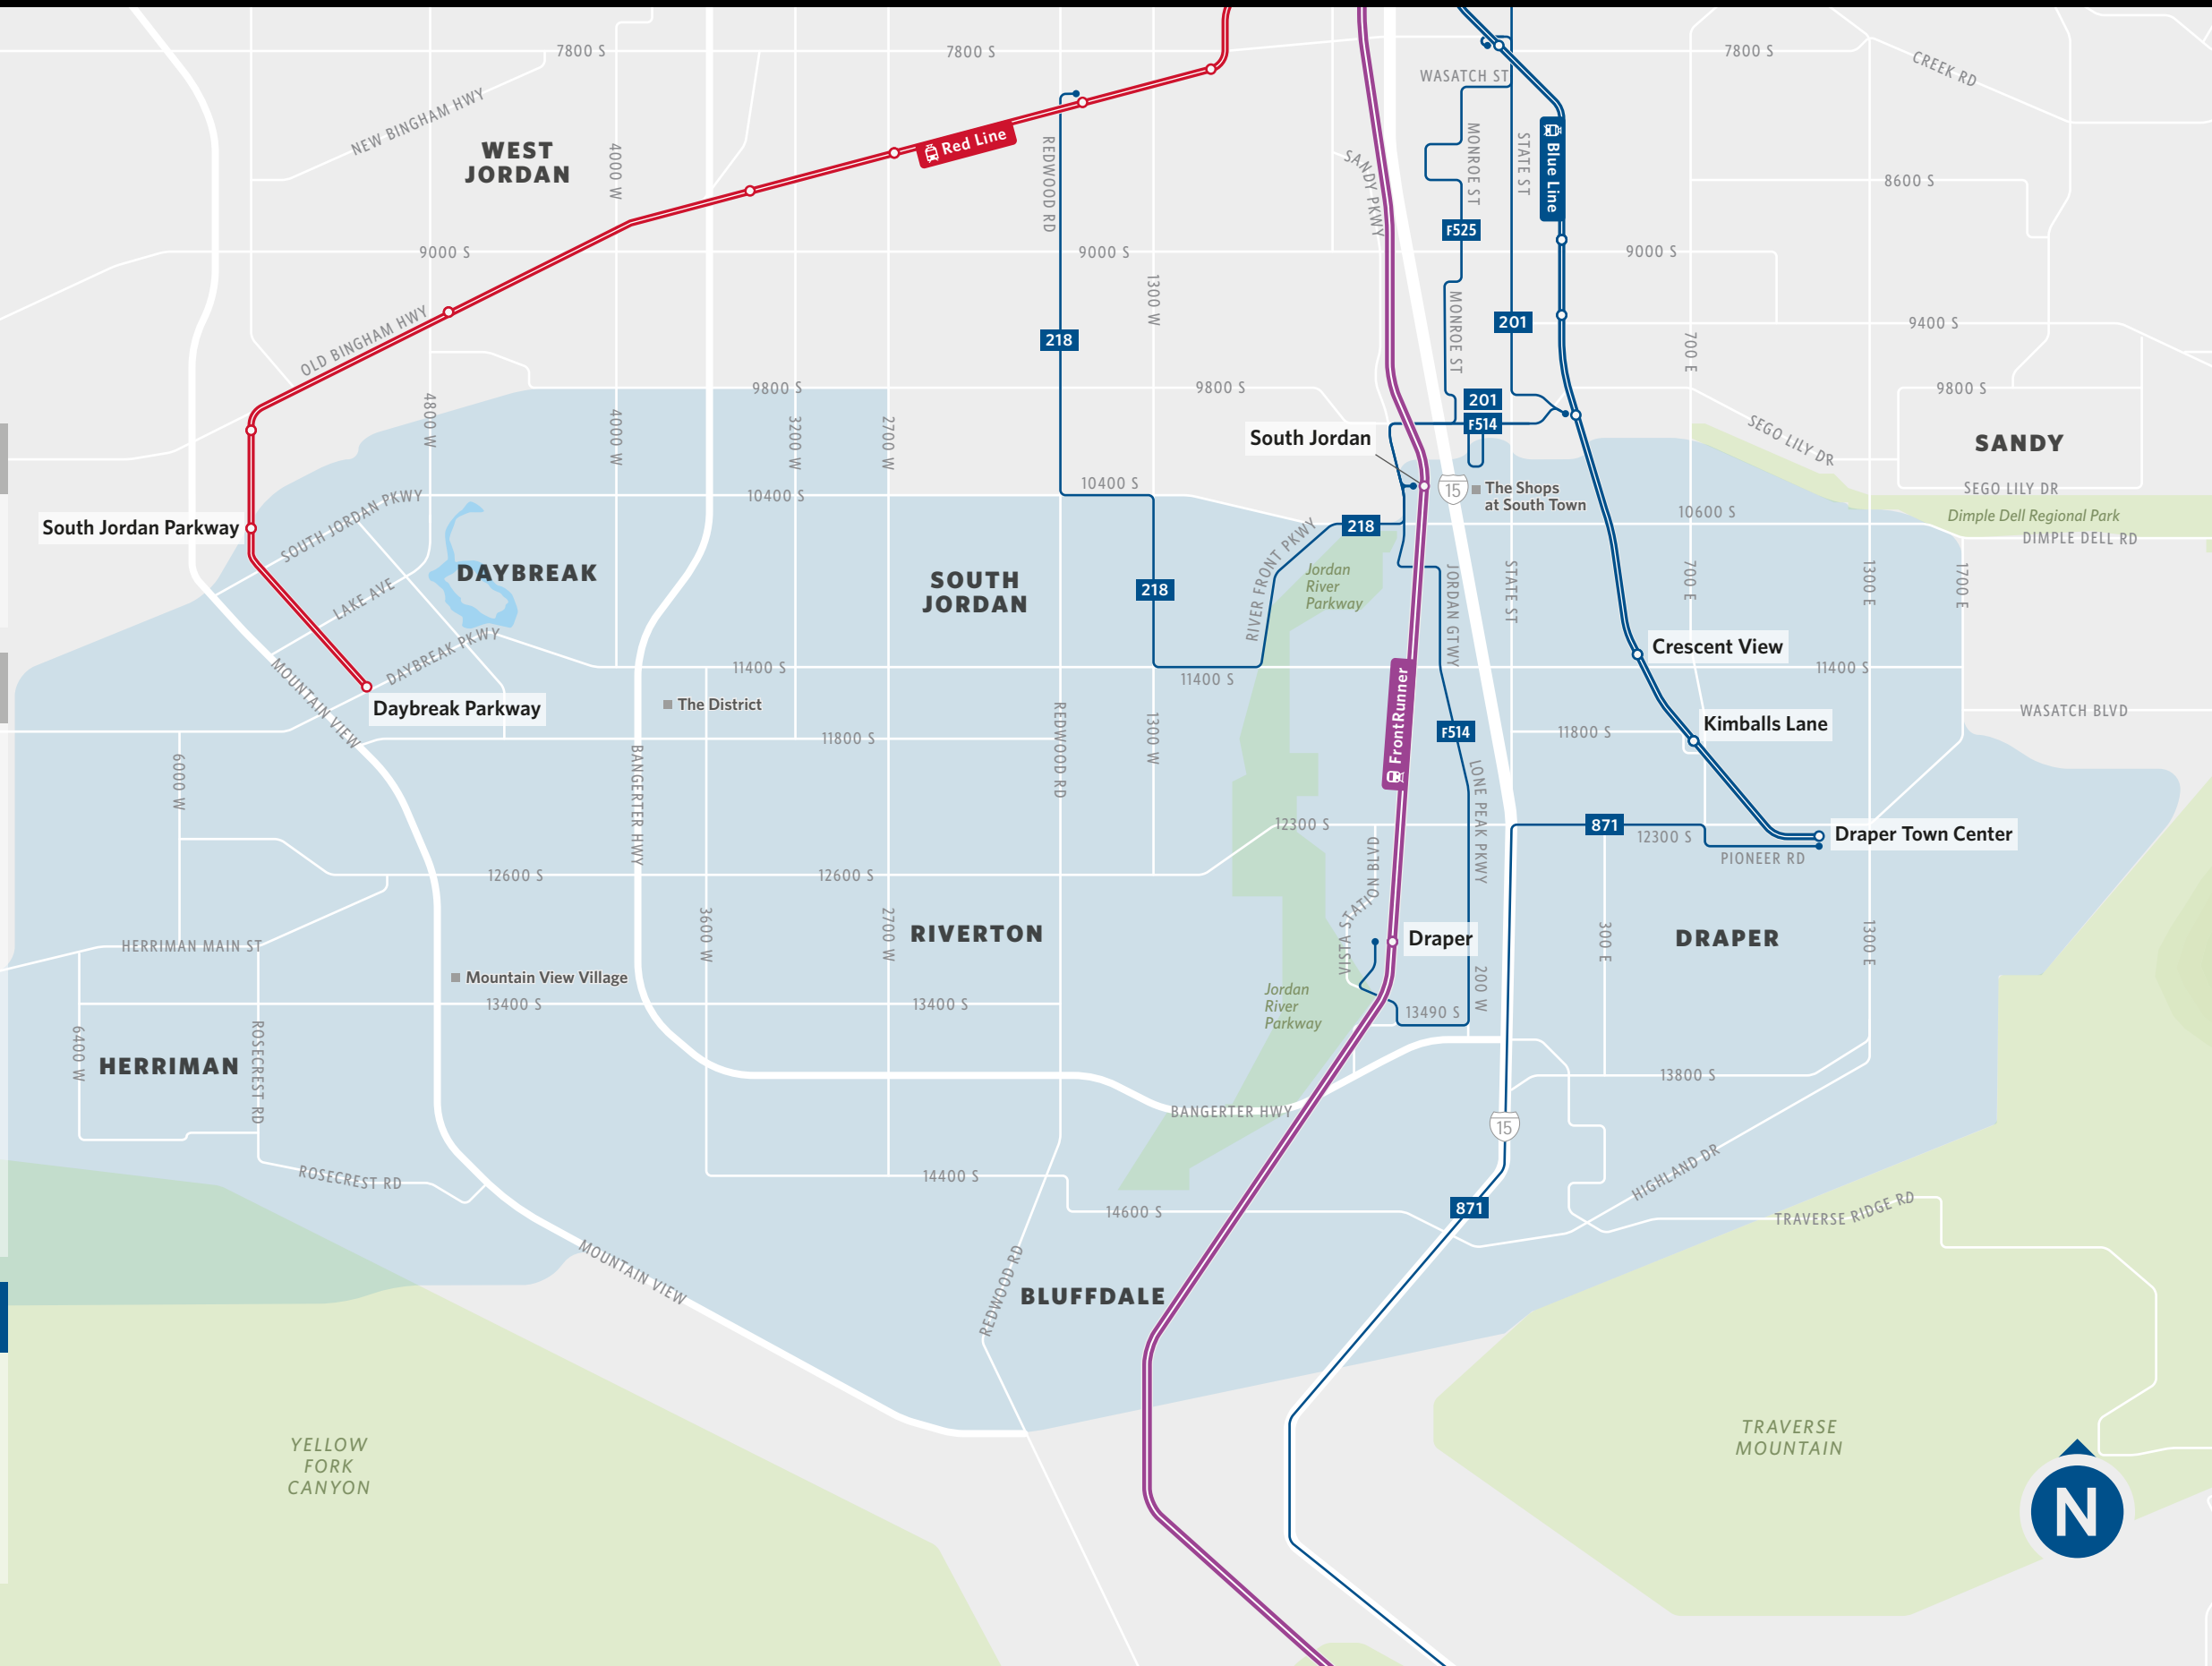 7800 S
7800 S
7800 S
CREEK RD
WASATCH ST
NEW BINGHAM HWY
WEST
JORDAN
4000 W
Red Line
REDWOOD RD
SANDY PKWY
MONROE ST
STATE ST
Blue Line
8600 S
F525
9000 S
9000 S
9000 S
1300 W
MONROE ST
OLD BINGHAM HWY
218
201
9400 S
700 E
9800 S
9800 S
9800 S
4800 W
4000 W
3200 W
2700 W
201
F514
South Jordan
SEGO LILY DR
SANDY
SOUTH JORDAN PKWY
10400 S
10400 S
15
The Shops
at South Town
SEGO LILY DR
10600 S
Dimple Dell Regional Park
South Jordan Parkway
218
DIMPLE DELL RD
DAYBREAK
SOUTH
JORDAN
LAKE AVE
218
RIVER FRONT PKWY
Jordan
River
Parkway
JORDAN GTWY
STATE ST
700 E
1300 E
1700 E
DAYBREAK PKWY
Crescent View
11400 S
11400 S
11400 S
MOUNTAIN VIEW
Daybreak Parkway
The District
FrontRunner
Kimballs Lane
WASATCH BLVD
11800 S
11800 S
F514
6000 W
BANGERTER HWY
REDWOOD RD
1300 W
LONE PEAK PKWY
12300 S
871
12300 S
Draper Town Center
PIONEER RD
12600 S
12600 S
STATION BLVD
VISTA STATION BLVD
3600 W
2700 W
RIVERTON
HERRIMAN MAIN ST
Draper
300 E
DRAPER
1300 E
Mountain View Village
200 W
13400 S
13400 S
Jordan
River
Parkway
13490 S
6400 W
HERRIMAN
ROSECREST RD
13800 S
BANGERTER HWY
15
ROSECREST RD
14400 S
HIGHLAND DR
14600 S
871
TRAVERSE RIDGE RD
MOUNTAIN VIEW
REDWOOD RD
BLUFFDALE
YELLOW
FORK
CANYON
TRAVERSE
MOUNTAIN
N